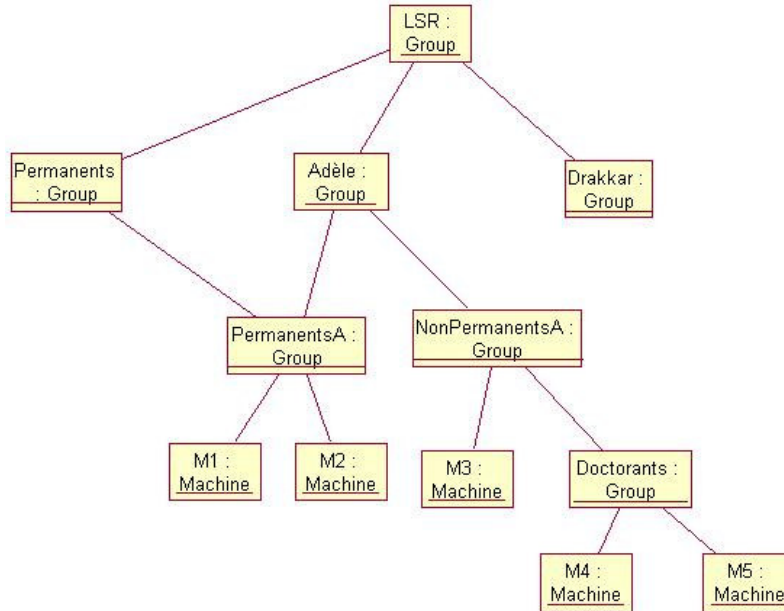 LSR :
Group
Permanents
: Group
Adèle :
Group
Drakkar :
Group
PermanentsA :
Group
NonPermanentsA :
Group
M1 :
Machine
M2 :
Machine
M3 :
Machine
Doctorants :
Group
M4 :
Machine
M5 :
Machine